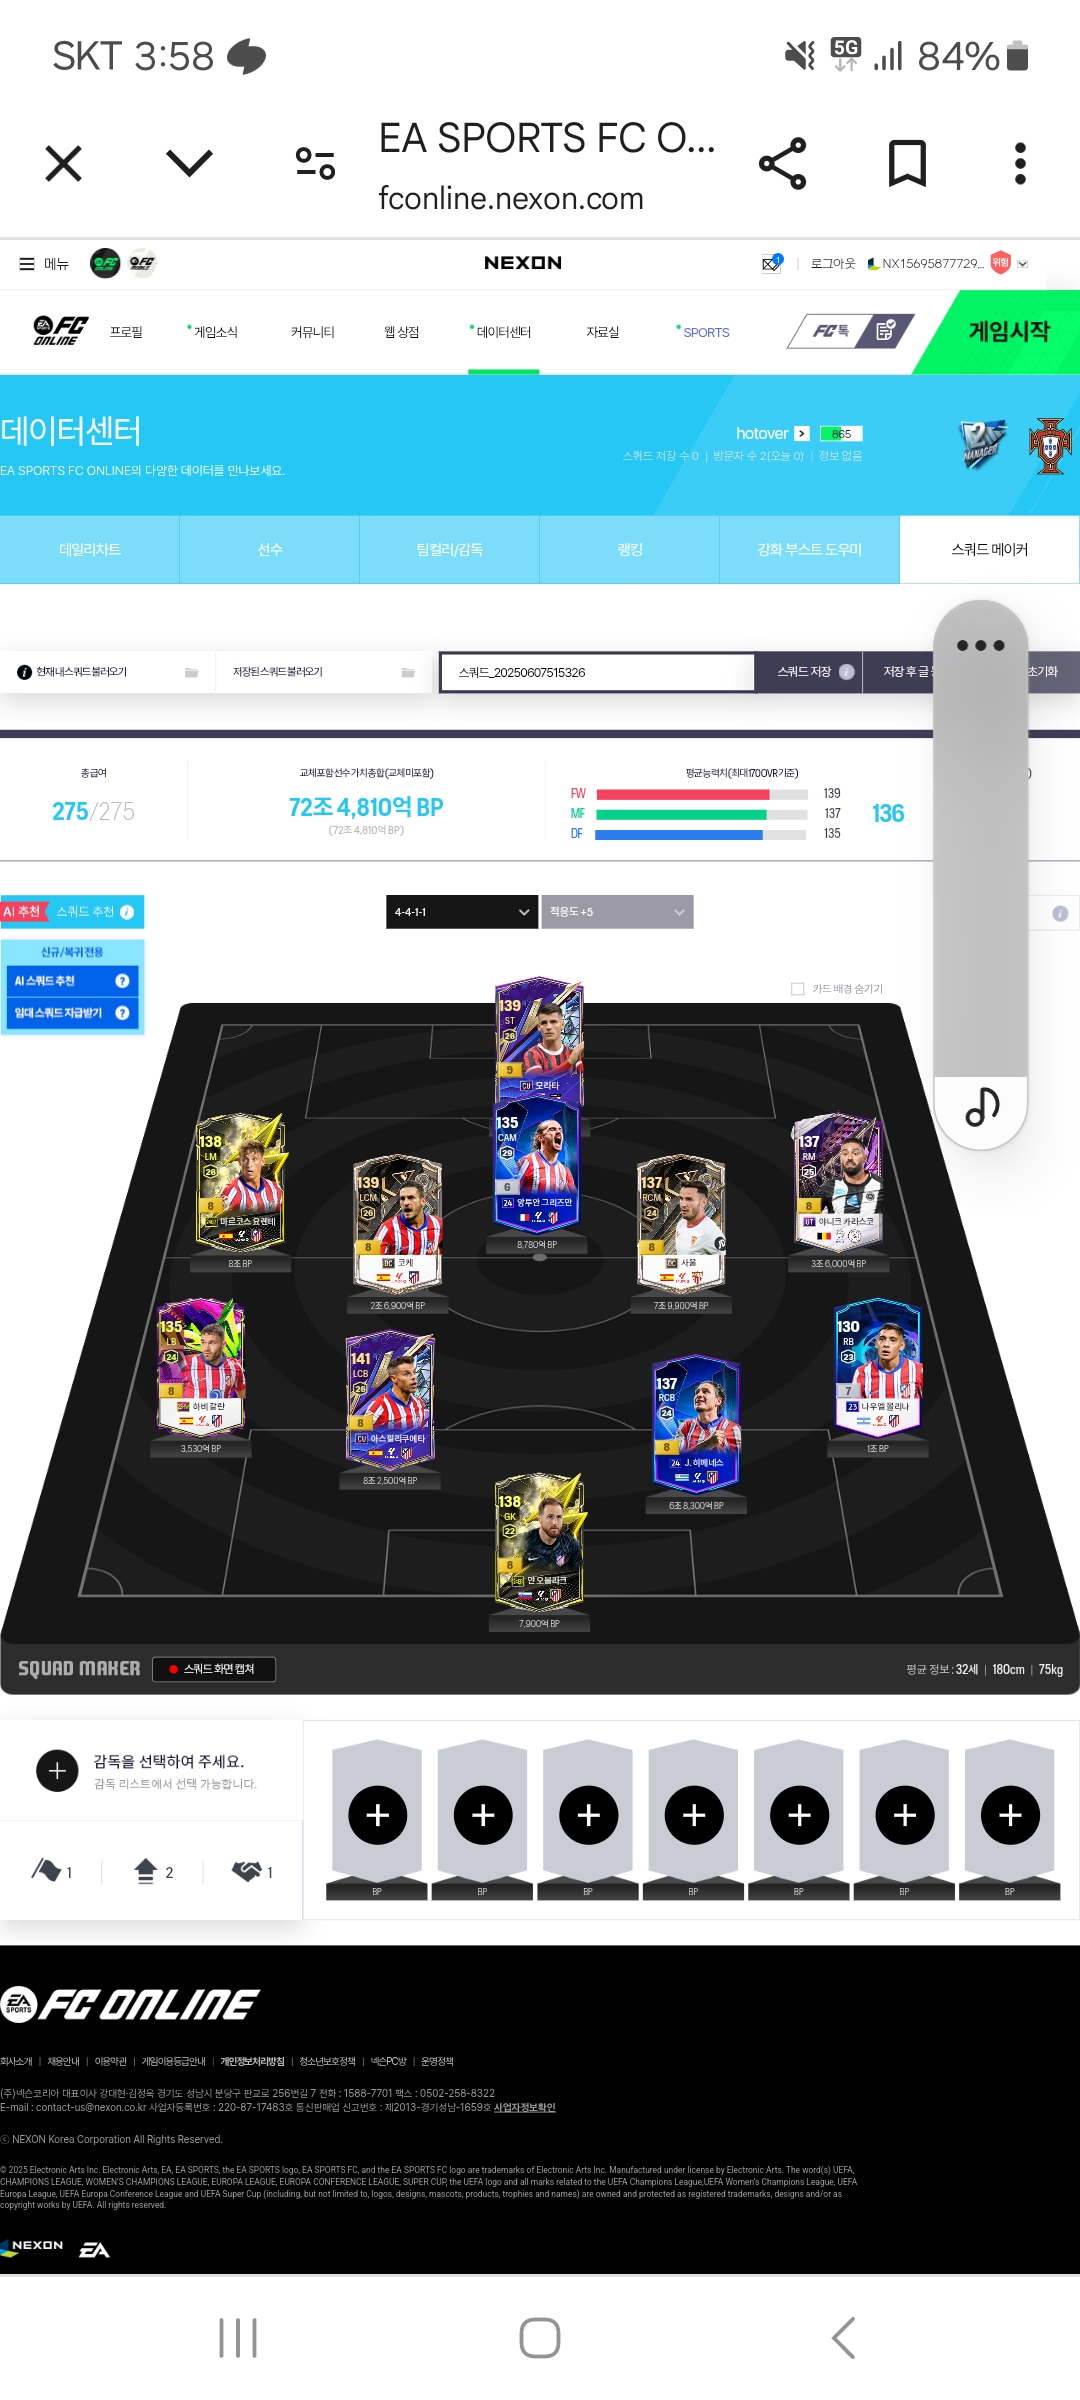 SKT 3:58
5G
84%
EA SPORTS FC O...
fconline.nexon.com
메뉴
NEXON
1
로그아웃
NX15695877729...
위험
FC ONLINE
프로필
게임소식
커뮤니티
웹 상점
데이터센터
자료실
SPORTS
FC톡
게임시작
데이터센터
EA SPORTS FC ONLINE의 다양한 데이터를 만나보세요.
hotover
865
스쿼드 저장 수 0 | 방문자 수 2(오늘 0) | 정보 없음
2
MANAGER
데일리차트
선수
팀컬러/감독
랭킹
강화 부스트 도우미
스쿼드 메이커
현재 내 스쿼드 불러오기
저장된 스쿼드 불러오기
스쿼드_20250607515326
스쿼드 저장
저장 후 글
초기화
총급여
275/275
교체포함선수가치총합(교체미포함)
72조 4,810억 BP
(72조 4,810억 BP)
평균능력치(최대170OVR기준)
FW 139
MF 137
DF 135
136
AI 추천 스쿼드 추천
신규/복귀 전용
AI 스쿼드 추천
임대 스쿼드 지급받기
4-4-1-1
적응도 +5
카드 배경 숨기기
139
ST
26
9
CU 모라타
135
CAM
29
6
24 앙투안 그리즈만
8,780억 BP
138
LM
26
8
마르코스 요렌테
8조 BP
139
LCM
26
8
DC 코케
2조 6,900억 BP
137
RCM
26
8
DC 사울
7조 9,900억 BP
137
RM
25
8
UT 야니크 카라스코
3조 6,000억 BP
135
LB
24
8
하비 갈란
3,530억 BP
141
LCB
26
8
CU 아스필리쿠에타
8조 2,500억 BP
137
RCB
24
8
24 J. 히메네스
6조 8,300억 BP
130
RB
23
7
23 나우엘 몰리나
1조 BP
138
GK
22
8
얀 오블라크
7,900억 BP
SQUAD MAKER
스쿼드 화면 캡쳐
평균 정보 : 32세 | 180cm | 75kg
감독을 선택하여 주세요.
감독 리스트에서 선택 가능합니다.
1
2
1
BP
BP
BP
BP
BP
BP
BP
EA SPORTS FC ONLINE
회사소개 | 채용안내 | 이용약관 | 게임이용등급안내 | 개인정보처리방침 | 청소년보호정책 | 넥슨PC방 | 운영정책
(주)넥슨코리아 대표이사 강대현·김정욱 경기도 성남시 분당구 판교로 256번길 7 전화 : 1588-7701 팩스 : 0502-258-8322
E-mail : contact-us@nexon.co.kr 사업자등록번호 : 220-87-17483호 통신판매업 신고번호 : 제2013-경기성남-1659호 사업자정보확인
ⓒ NEXON Korea Corporation All Rights Reserved.
© 2025 Electronic Arts Inc. Electronic Arts, EA, EA SPORTS, the EA SPORTS logo, EA SPORTS FC, and the EA SPORTS FC logo are trademarks of Electronic Arts Inc. Manufactured under license by Electronic Arts. The word(s) UEFA,
CHAMPIONS LEAGUE, WOMEN'S CHAMPIONS LEAGUE, EUROPA LEAGUE, EUROPA CONFERENCE LEAGUE, SUPER CUP, the UEFA logo and all marks related to the UEFA Champions League,UEFA Women's Champions League, UEFA
Europa League, UEFA Europa Conference League and UEFA Super Cup (including, but not limited to, logos, designs, mascots, products, trophies and names) are owned and protected as registered trademarks, designs and/or as
copyright works by UEFA. All rights reserved.
NEXON EA